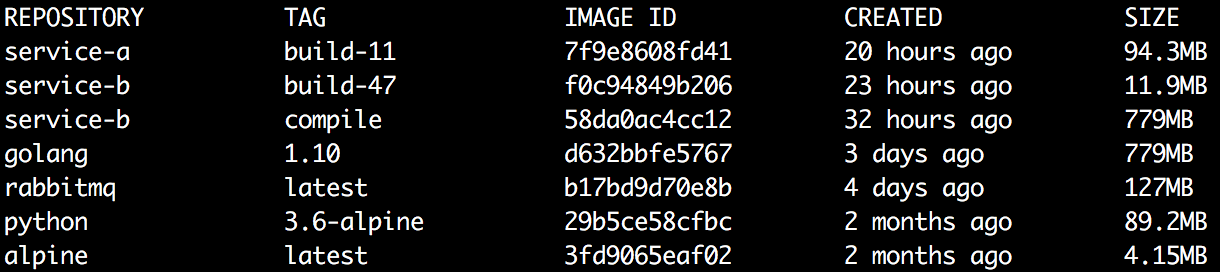 REPOSITORY TAG IMAGE ID CREATED SIZE
service-a build-11 7f9e8608fd41 20 hours ago 94.3MB
service-b build-47 f0c94849b206 23 hours ago 11.9MB
service-b compile 58da0ac4cc12 32 hours ago 779MB
golang 1.10 d632bbfe5767 3 days ago 779MB
rabbitmq latest b17bd9d70e8b 4 days ago 127MB
python 3.6-alpine 29b5ce58cfbc 2 months ago 89.2MB
alpine latest 3fd9065eaf02 2 months ago 4.15MB